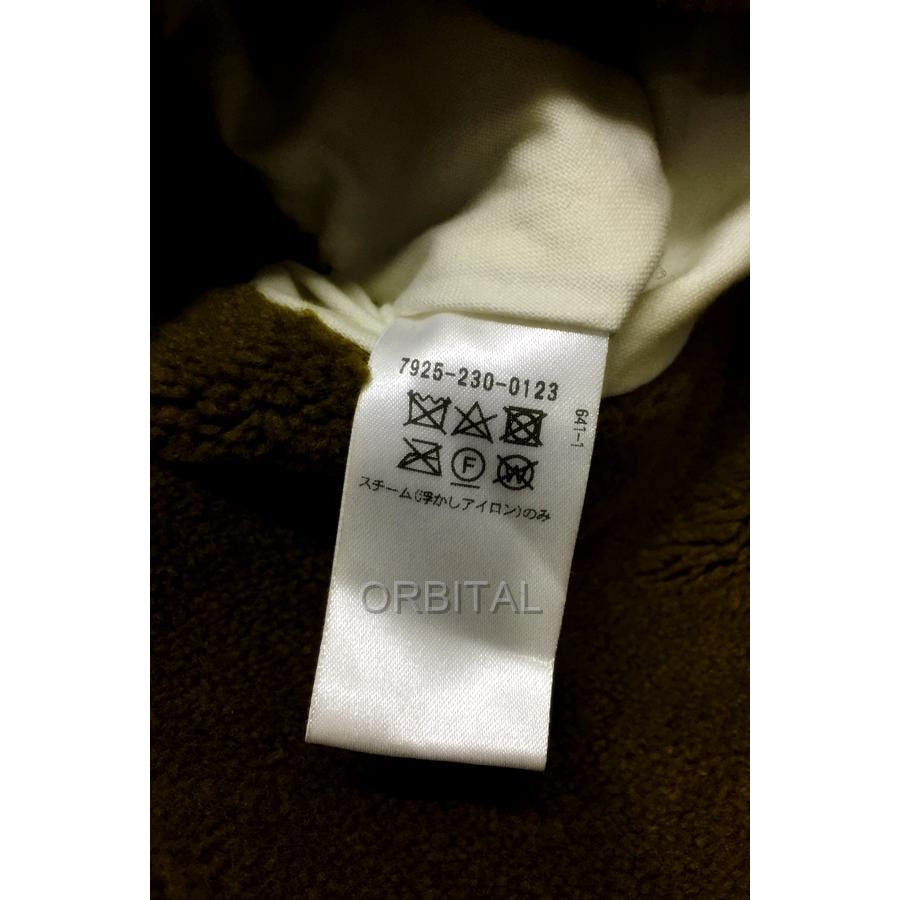 7925-230-0123
641-1
F
W
スチーム(浮かしアイロン)のみ
ORBITAL